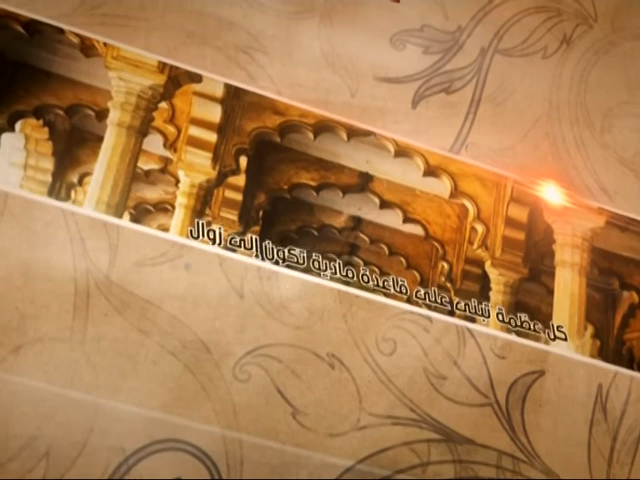 كل عظمة تبنى على قاعدة مادية تكون إلى زوال